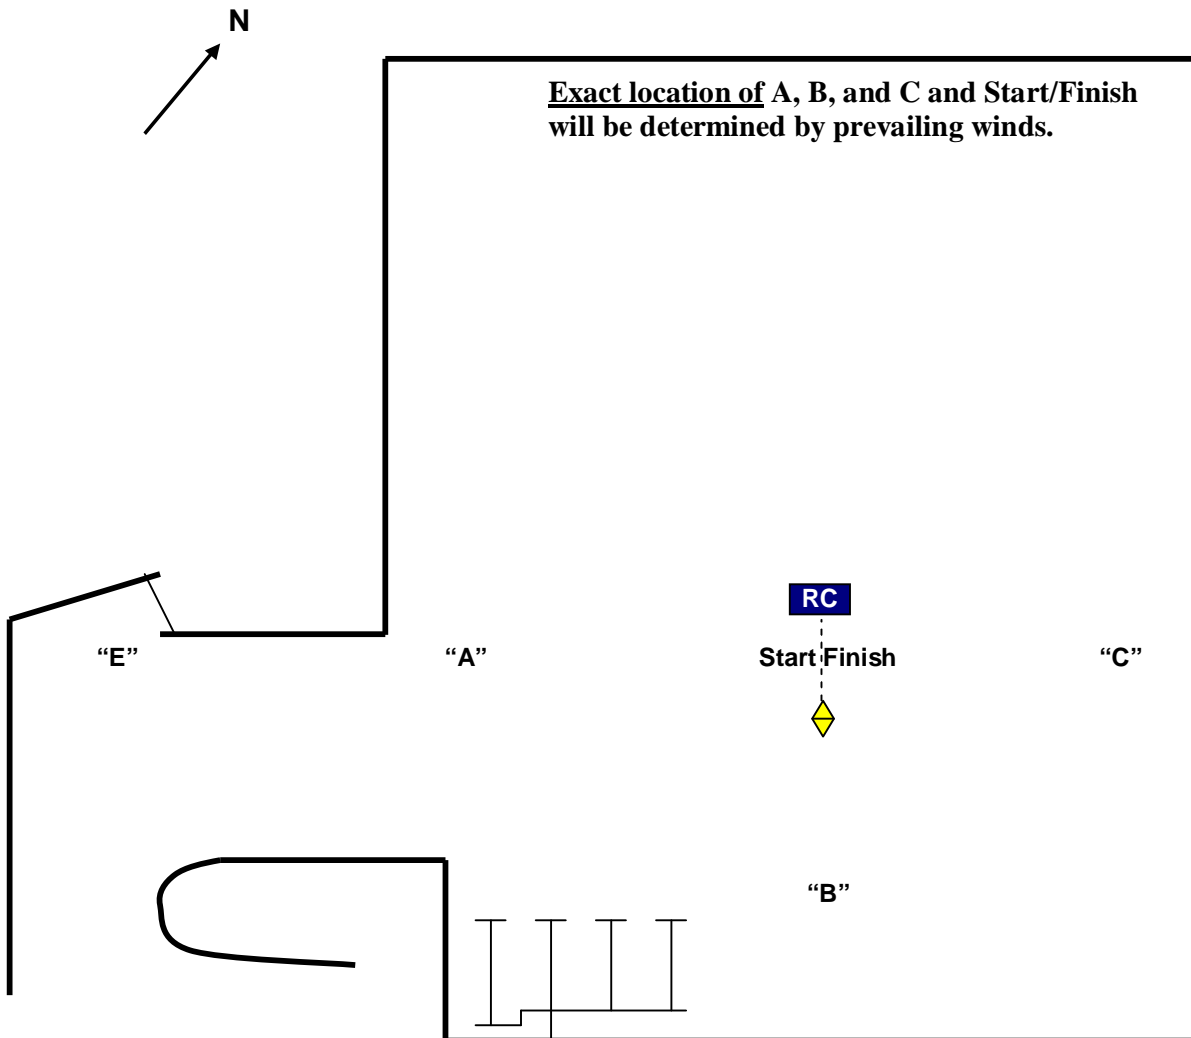 N
Exact location of A, B, and C and Start/Finish
will be determined by prevailing winds.
RC
“E” “A” Start Finish “C”
“B”